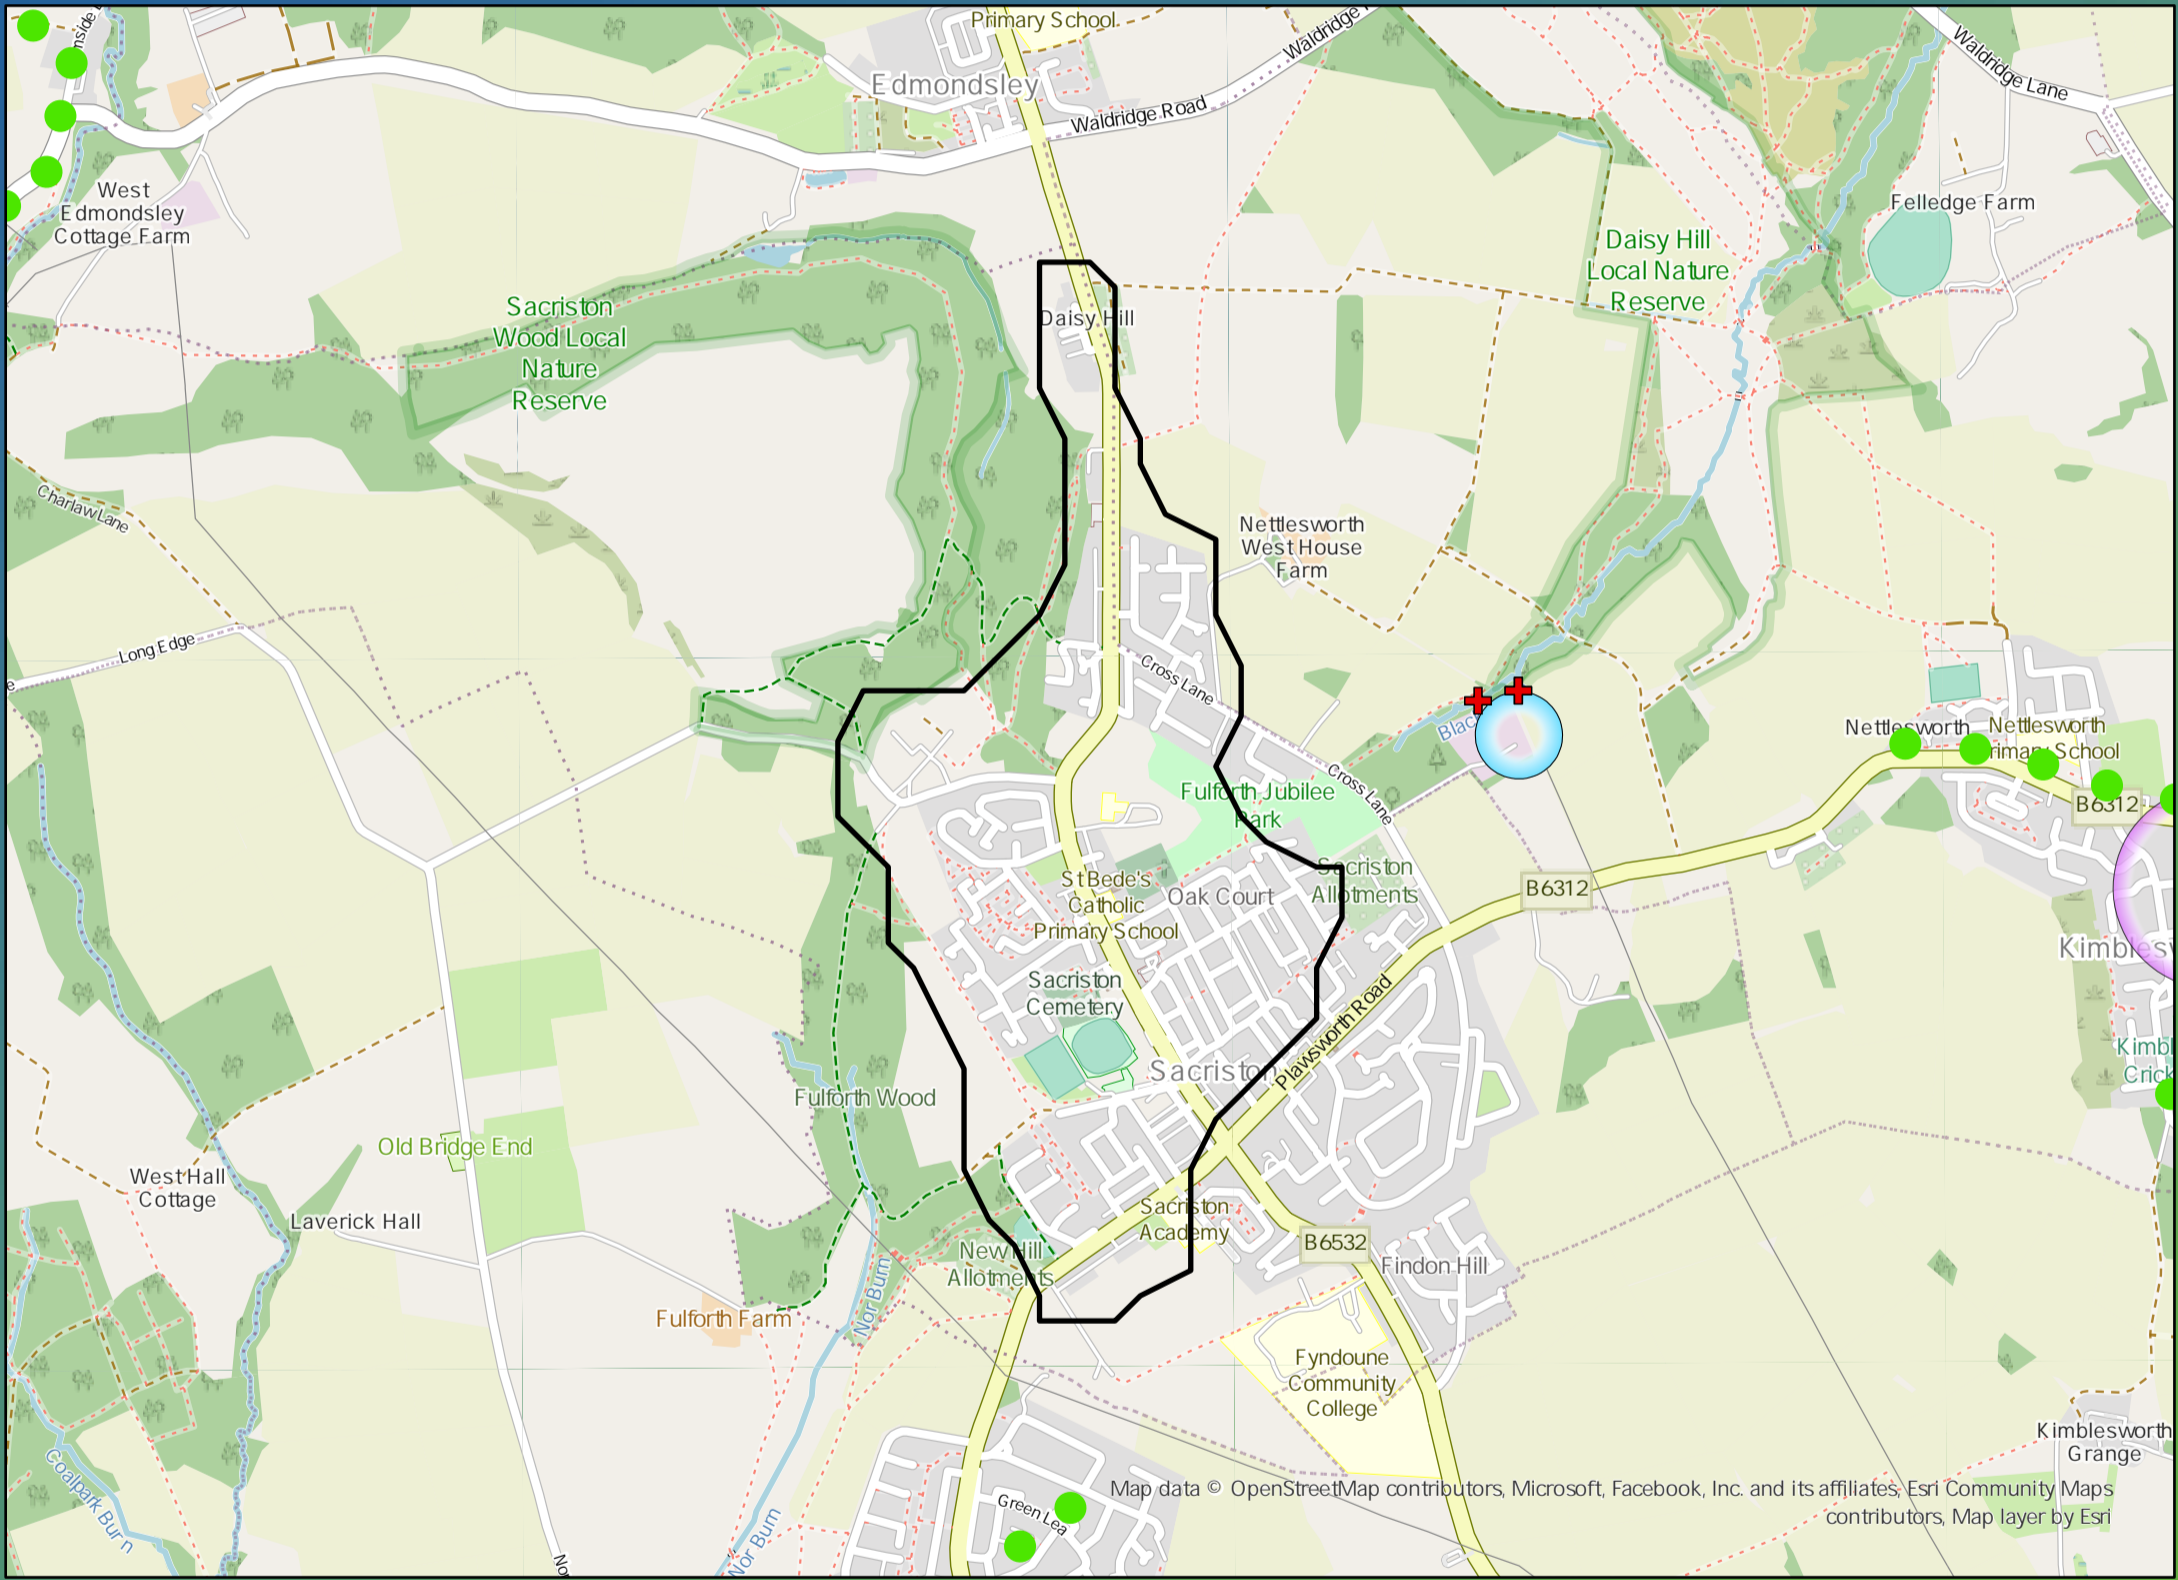 Primary School
Edmondsley
Waldridge Road
Waldridge
Waldridge Lane
West
Edmondsley
Cottage Farm
Felledge Farm
Daisy Hill
Local Nature
Reserve
Sacriston
Wood Local
Nature
Reserve
Daisy Hill
Charlaw Lane
Nettlesworth
West House
Farm
Long Edge
Cross Lane
Nettlesworth
Nettlesworth
Primary School
B6312
Cross Lane
Fulforth Jubilee
Park
St Bede's
Catholic
Primary School
Oak Court
Sacriston
Allotments
B6312
Sacriston
Cemetery
Plawsworth Road
Sacriston
Fulforth Wood
Old Bridge End
West Hall
Cottage
Laverick Hall
Sacriston
Academy
B6532
Findon Hill
New Hill
Allotments
Nor Burn
Fulforth Farm
Fyndoune
Community
College
Kimblesworth
Grange
Coalpark Burn
Green Lea
Nor Burn
Map data © OpenStreetMap contributors, Microsoft, Facebook, Inc. and its affiliates, Esri Community Maps
contributors, Map layer by Esri